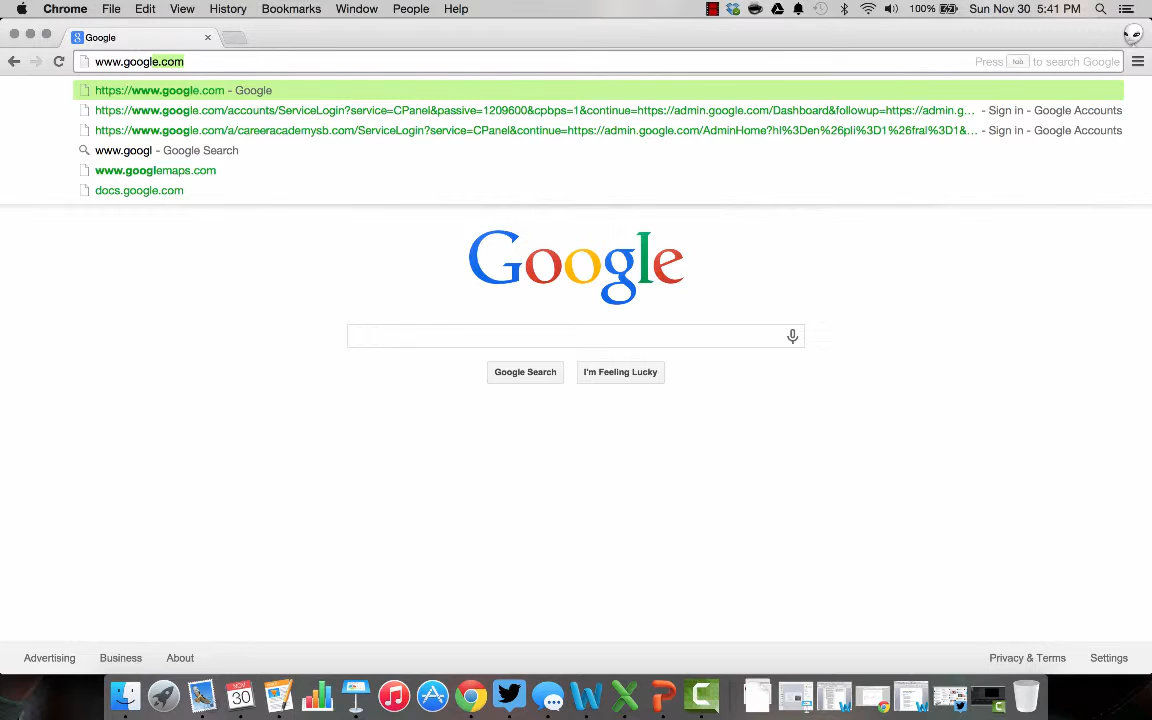 Chrome File Edit View History Bookmarks Window People Help 100% Sun Nov 30 5:41 PM
Google
www.google.com Press tab to search Google
https://www.google.com - Google
https://www.google.com/accounts/ServiceLogin?service=CPanel&passive=1209600&cpbps=1&continue=https://admin.google.com/Dashboard&followup=https://admin.g... - Sign in - Google Accounts
https://www.google.com/a/careeracademysb.com/ServiceLogin?service=CPanel&continue=https://admin.google.com/AdminHome?hl%3Den%26pli%3D1%26fral%3D1&... - Sign in - Google Accounts
www.googl - Google Search
www.googlemaps.com
docs.google.com
Google
Google Search I'm Feeling Lucky
Advertising Business About Privacy & Terms Settings
NOV
30